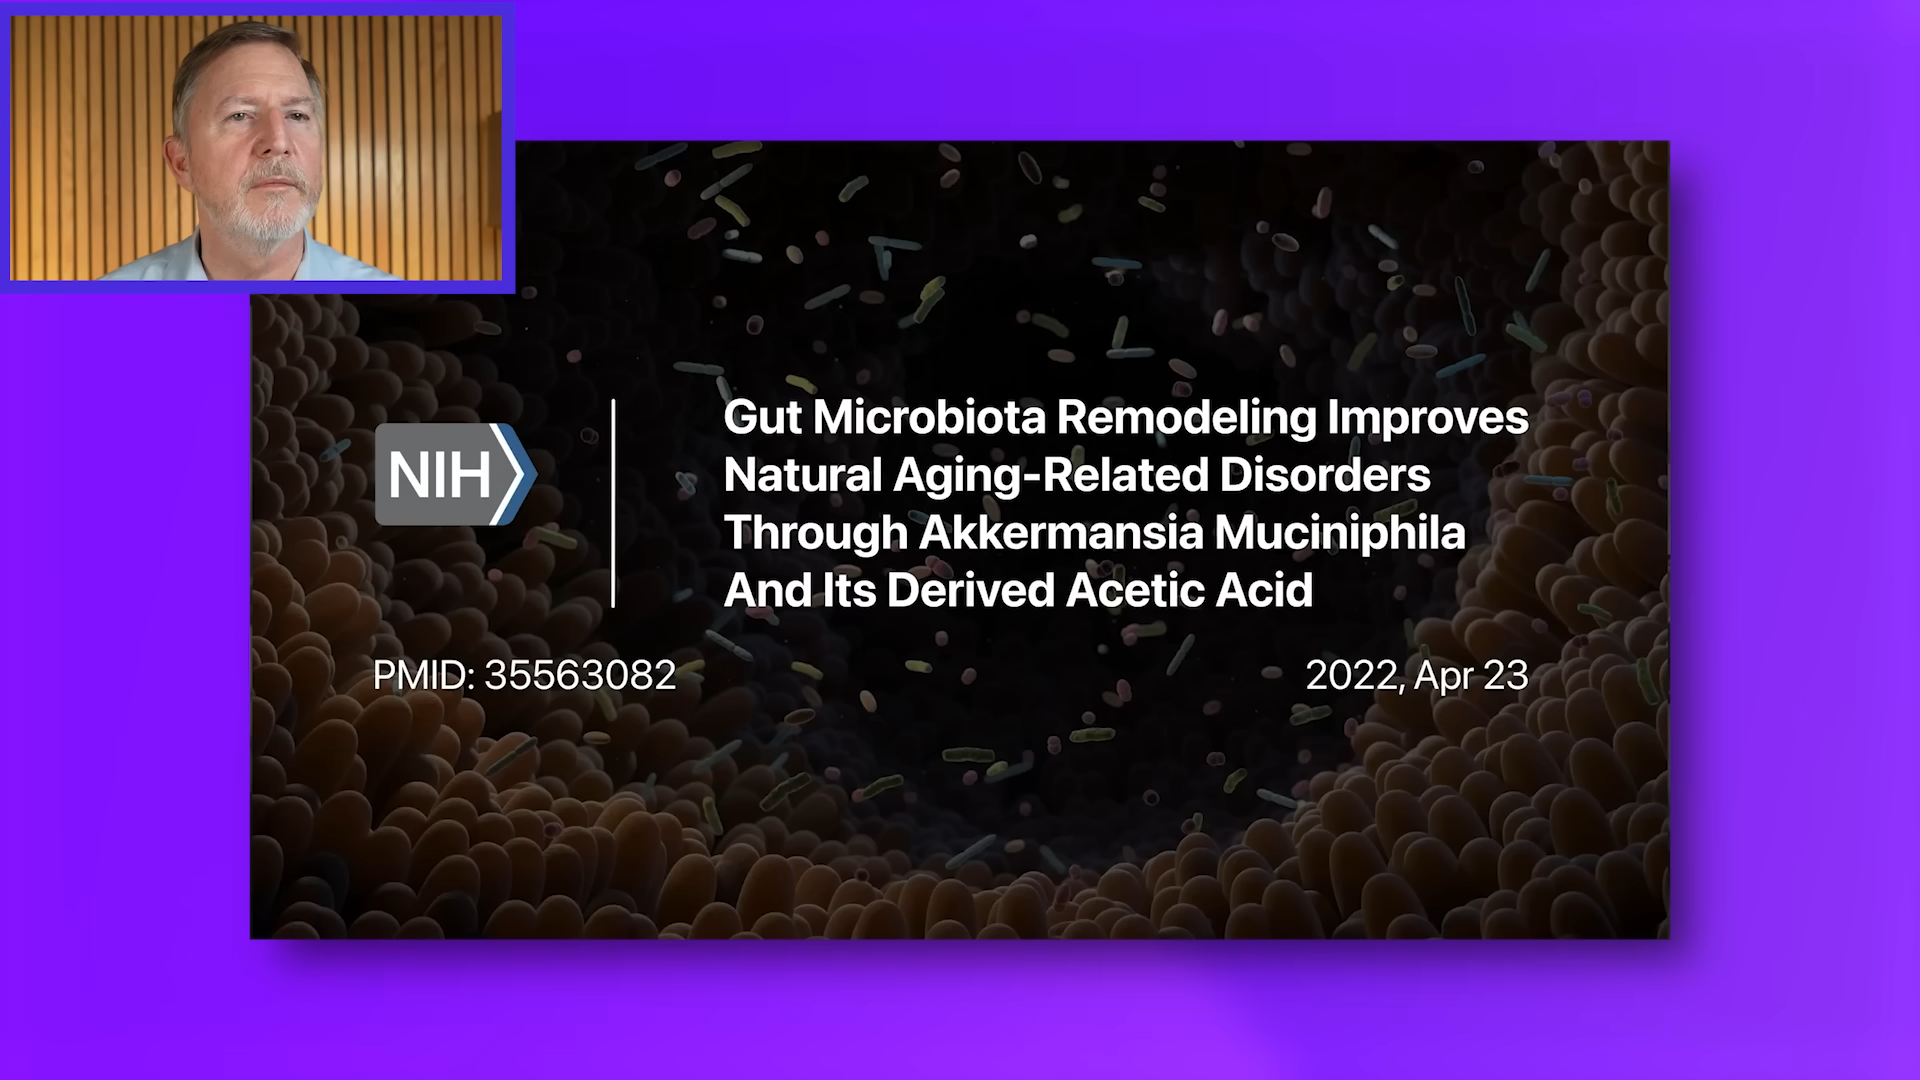 NIH
Gut Microbiota Remodeling Improves
Natural Aging-Related Disorders
Through Akkermansia Muciniphila
And Its Derived Acetic Acid
PMID: 35563082
2022, Apr 23